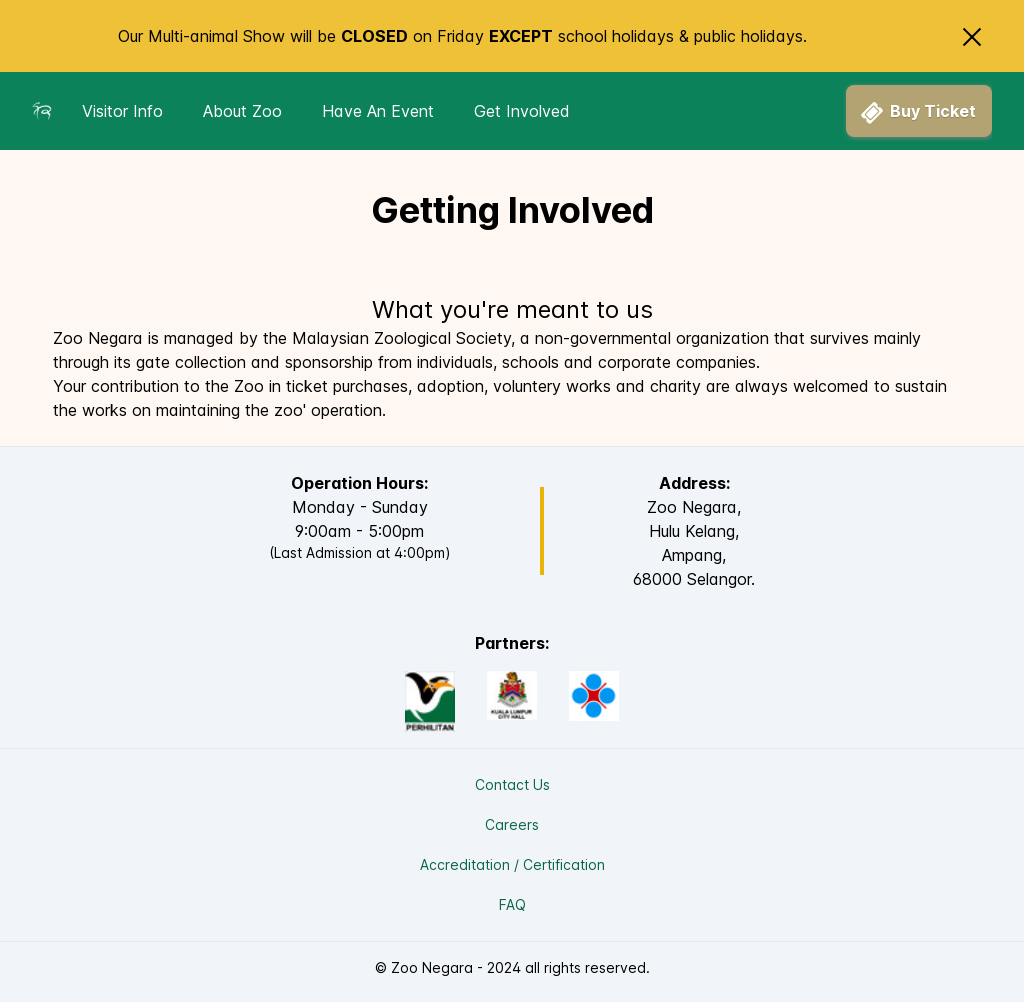 Our Multi-animal Show will be CLOSED on Friday EXCEPT school holidays & public holidays.
Visitor Info
About Zoo
Have An Event
Get Involved
Buy Ticket
Getting Involved
What you're meant to us
Zoo Negara is managed by the Malaysian Zoological Society, a non-governmental organization that survives mainly
through its gate collection and sponsorship from individuals, schools and corporate companies.
Your contribution to the Zoo in ticket purchases, adoption, voluntery works and charity are always welcomed to sustain
the works on maintaining the zoo' operation.
Operation Hours:
Monday - Sunday
9:00am - 5:00pm
(Last Admission at 4:00pm)
Address:
Zoo Negara,
Hulu Kelang,
Ampang,
68000 Selangor.
Partners:
PERHILITAN
KUALA LUMPUR
CITY HALL
Contact Us
Careers
Accreditation / Certification
FAQ
© Zoo Negara - 2024 all rights reserved.